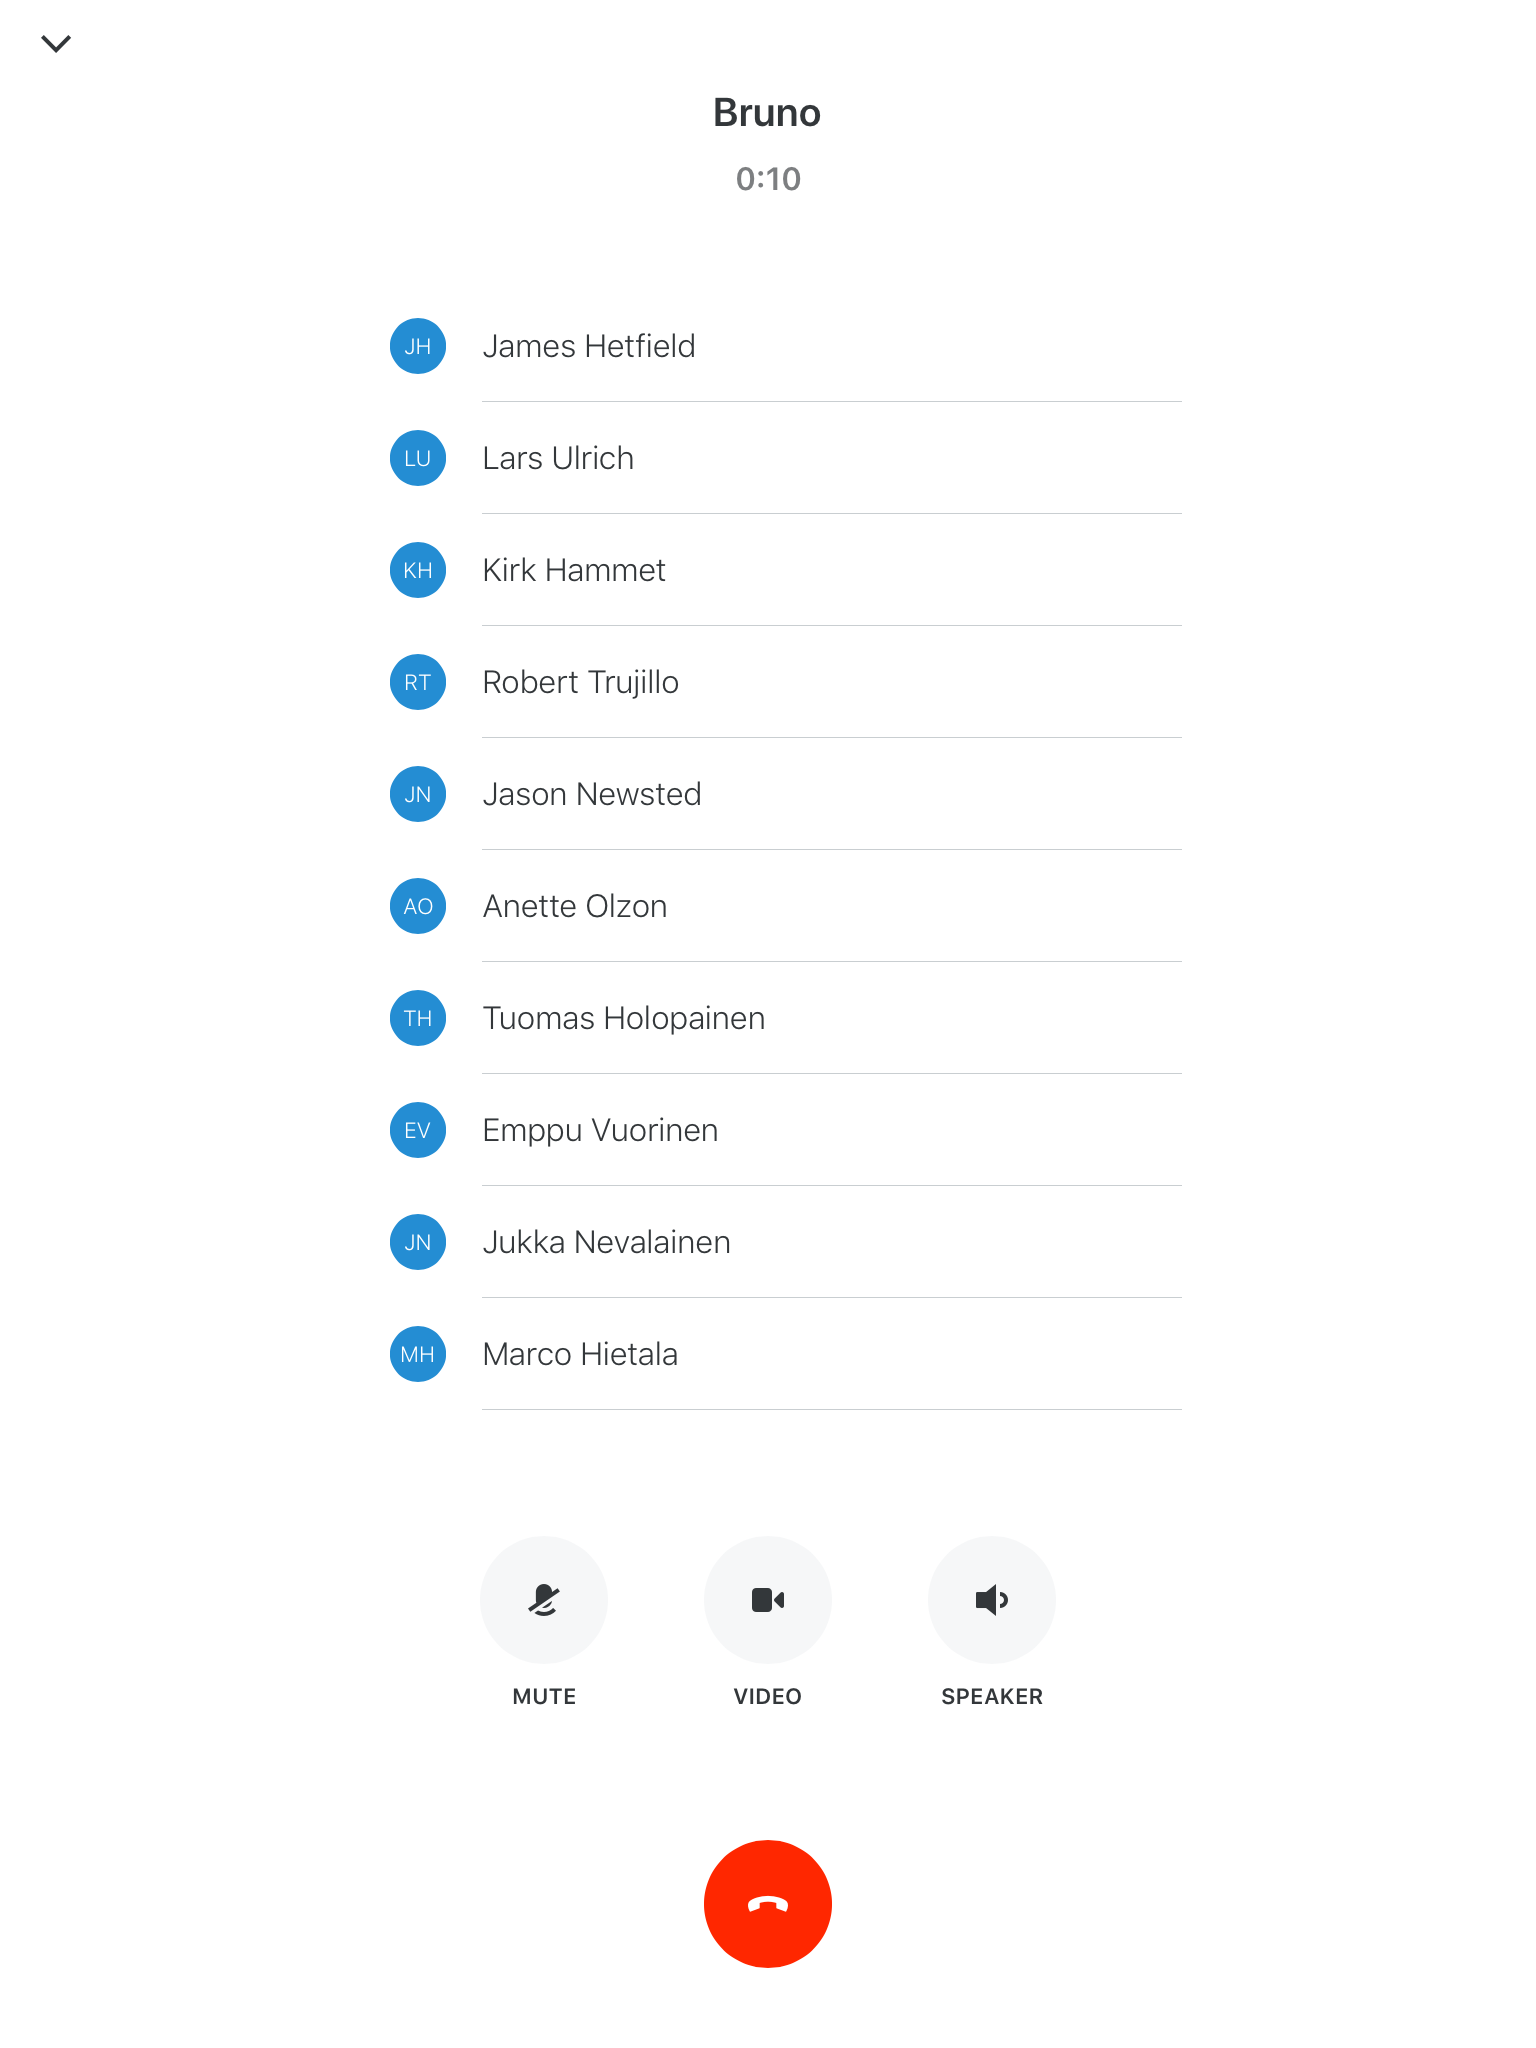 Bruno
0:10
JH James Hetfield
LU Lars Ulrich
KH Kirk Hammet
RT Robert Trujillo
JN Jason Newsted
AO Anette Olzon
TH Tuomas Holopainen
EV Emppu Vuorinen
JN Jukka Nevalainen
MH Marco Hietala
MUTE VIDEO SPEAKER